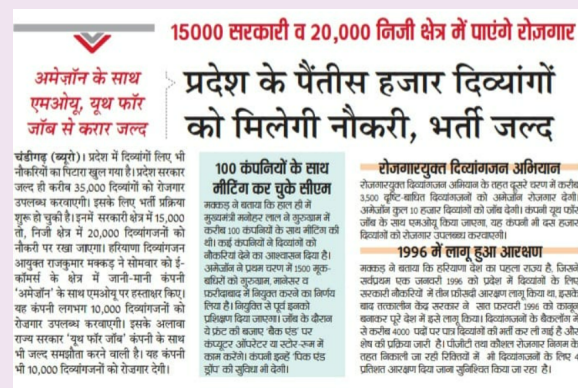 15000 सरकारी व 20,000 निजी क्षेत्र में पाएंगे रोज़गार
अमेज़ॉन के साथ
एमओयू, यूथ फॉर
जॉब से करार जल्द
प्रदेश के पैंतीस हजार दिव्यांगों
को मिलेगी नौकरी, भर्ती जल्द
चंडीगढ़ (ब्यूरो)। प्रदेश में दिव्यांगों लिए भी
नौकरियों का पिटारा खुल गया है। प्रदेश सरकार
जल्द ही करीब 35,000 दिव्यांगों को रोजगार
उपलब्ध करवाएगी। इसके लिए भर्ती प्रक्रिया
शुरू हो चुकी है। इनमें सरकारी क्षेत्र में 15,000
तो, निजी क्षेत्र में 20,000 दिव्यांगजनों को
नौकरी पर रखा जाएगा। हरियाणा दिव्यांगजन
आयुक्त राजकुमार मक्कड़ ने सोमवार को ई-
कॉमर्स के क्षेत्र में जानी-मानी कंपनी
'अमेजॉन' के साथ एमओयू पर हस्ताक्षर किए।
यह कंपनी लगभग 10,000 दिव्यांगजनों को
रोजगार उपलब्ध करवाएगी। इसके अलावा
राज्य सरकार 'यूथ फॉर जॉब' कंपनी के साथ
भी जल्द समझौता करने वाली है। यह कंपनी
भी 10,000 दिव्यांगजनों को रोजगार देगी।
100 कंपनियों के साथ
मीटिंग कर चुके सीएम
मक्कड़ ने बताया कि हाल ही में
मुख्यमंत्री मनोहर लाल ने गुरुग्राम में
करीब 100 कंपनियों के साथ मीटिंग की
थी। कई कंपनियों ने दिव्यांगों को
नौकरियां देने का आश्वासन दिया है।
अमेजॉन ने प्रथम चरण में 1500 मूक-
बधिरों को गुरुग्राम, मानेसर व
फरीदाबाद में नियुक्त करने का निर्णय
लिया है। नियुक्ति से पूर्व इनको
प्रशिक्षण दिया जाएगा। जॉब के दौरान
ये फ्रंट की बजाए 'बैक एंड' पर
कंप्यूटर ऑपरेटर या स्टोर-रूम में
काम करेंगे। कंपनी इन्हें 'पिक एंड
ड्रॉप' की सुविधा भी देगी।
रोजगारयुक्त दिव्यांगजन अभियान
रोजगारयुक्त दिव्यांगजन अभियान के तहत दूसरे चरण में करीब
3,500 दृष्टि-बाधित दिव्यांगजनों को अमेजॉन रोजगार देगी।
अमेजॉन कुल 10 हजार दिव्यांगों को जॉब देगी। कंपनी यूथ फॉर
जॉब के साथ एमओयू किया जाएगा, यह कंपनी भी दस हजार
दिव्यांगों को रोजगार उपलब्ध करवाएगी।
1996 में लागू हुआ आरक्षण
मक्कड़ ने बताया कि हरियाणा देश का पहला राज्य है, जिसने
सर्वप्रथम एक जनवरी 1996 को प्रदेश में दिव्यांगों के लिए
सरकारी नौकरियों में तीन फ़ीसदी आरक्षण लागू किया था, इसके
बाद तत्कालीन केंद्र सरकार ने सात फरवरी 1996 को कानून
बनाकर पूरे देश में इसे लागू किया। दिव्यांगजनों के बैकलॉग में
से करीब 4000 पदों पर पात्र दिव्यांगों की भर्ती कर ली गई है और
शेष की प्रक्रिया जारी है। पीजीटी तथा कौशल रोजगार निगम के
तहत निकाली जा रही रिक्तियों में भी दिव्यांगजनों के लिए 4
प्रतिशत आरक्षण दिया जाना सुनिश्चित किया जा रहा है।